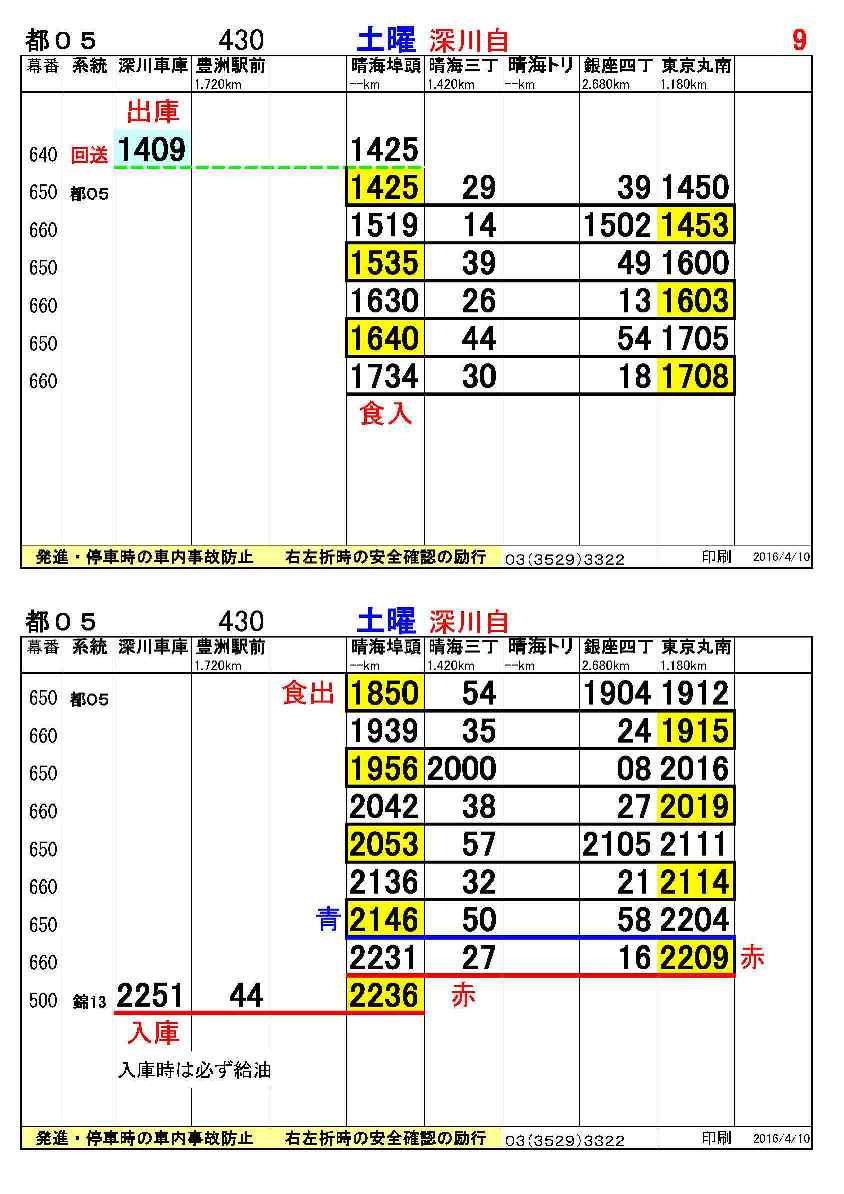 都０５ 430 土曜 深川自 9
幕番 系統 深川車庫 豊洲駅前 晴海埠頭 晴海三丁 晴海トリ 銀座四丁 東京丸南
1.720km --km 1.420km --km 2.680km 1.180km
出庫
640 回送 1409 1425
650 都05 1425 29 39 1450
660 1519 14 1502 1453
650 1535 39 49 1600
660 1630 26 13 1603
650 1640 44 54 1705
660 1734 30 18 1708
食入
発進・停車時の車内事故防止 右左折時の安全確認の励行 03(3529)3322 印刷 2016/4/10
都０５ 430 土曜 深川自
幕番 系統 深川車庫 豊洲駅前 晴海埠頭 晴海三丁 晴海トリ 銀座四丁 東京丸南
1.720km --km 1.420km --km 2.680km 1.180km
650 都05 食出 1850 54 1904 1912
660 1939 35 24 1915
650 1956 2000 08 2016
660 2042 38 27 2019
650 2053 57 2105 2111
660 2136 32 21 2114
650 青 2146 50 58 2204
660 2231 27 16 2209 赤
500 錦13 2251 44 2236 赤
入庫
入庫時は必ず給油
発進・停車時の車内事故防止 右左折時の安全確認の励行 03(3529)3322 印刷 2016/4/10